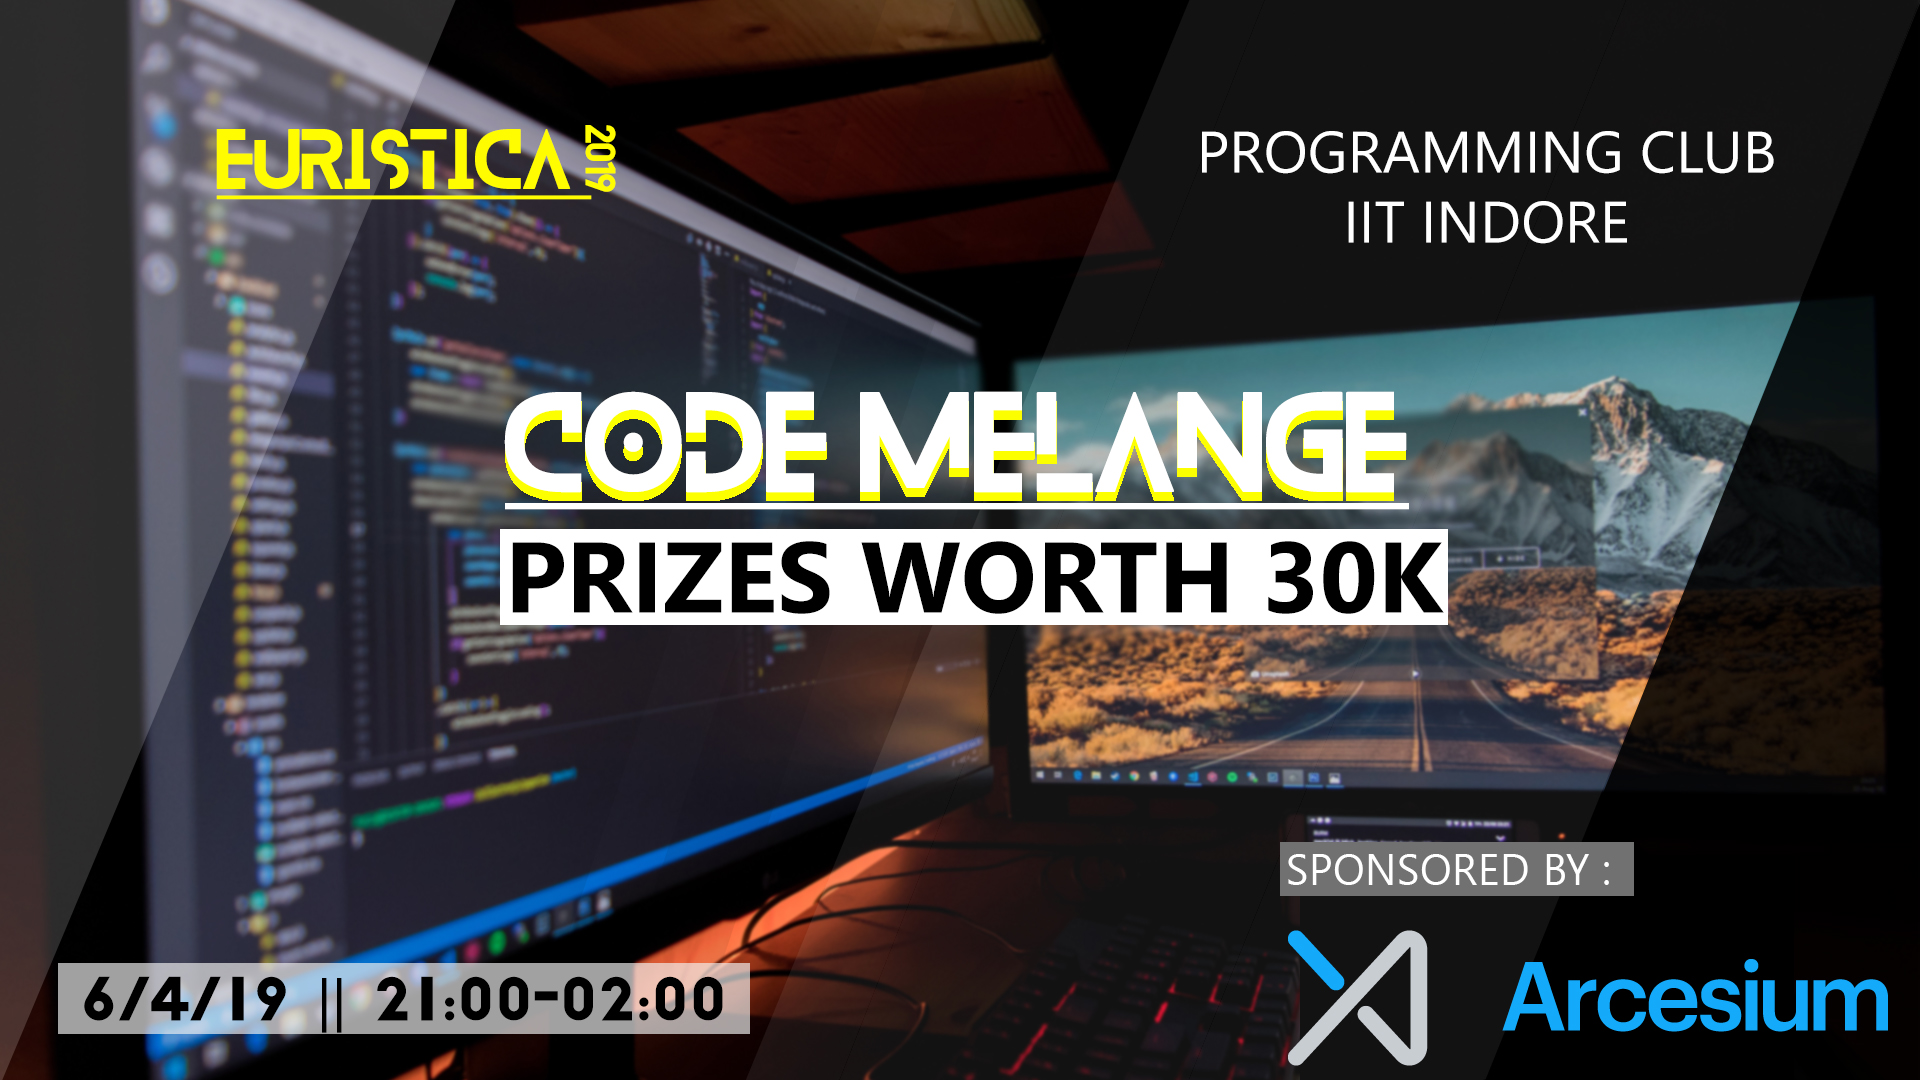 EURISTICA 2019
PROGRAMMING CLUB
IIT INDORE
CODE MELANGE
PRIZES WORTH 30K
SPONSORED BY :
Arcesium
6/4/19 || 21:00-02:00